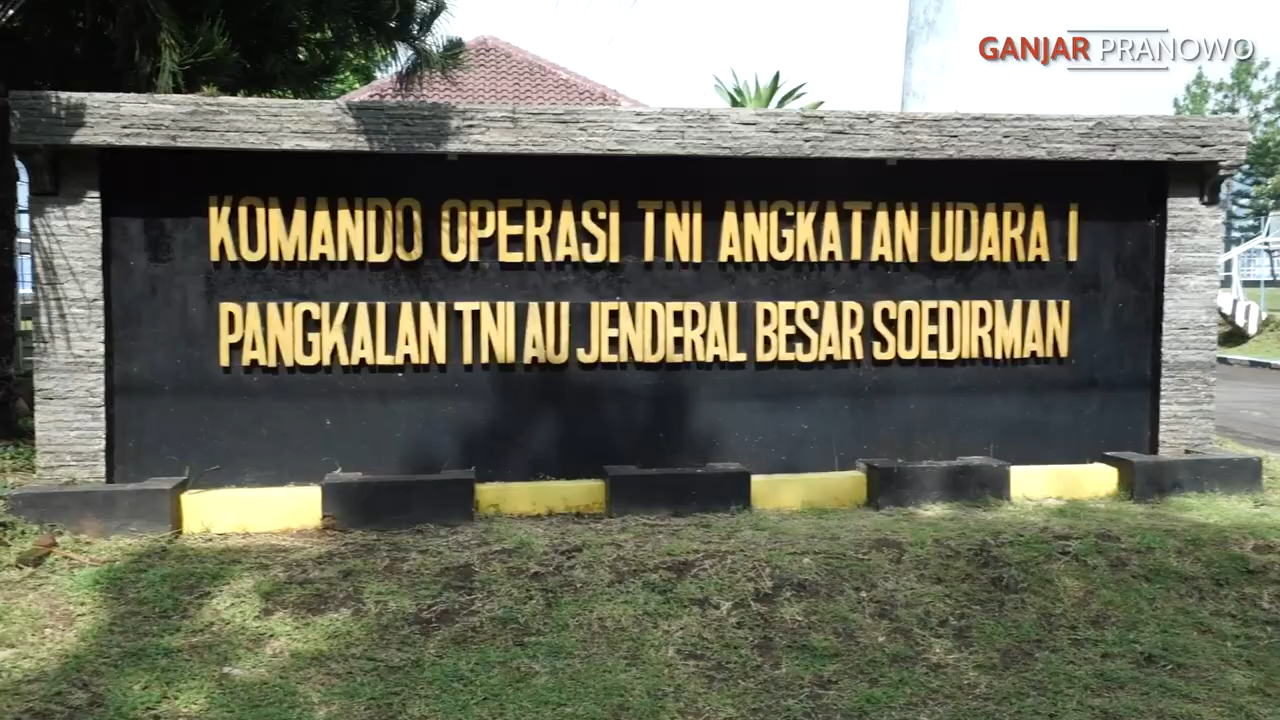 GANJAR PRANOWO
KOMANDO OPERASI TNI ANGKATAN UDARA I
PANGKALAN TNI AU JENDERAL BESAR SOEDIRMAN